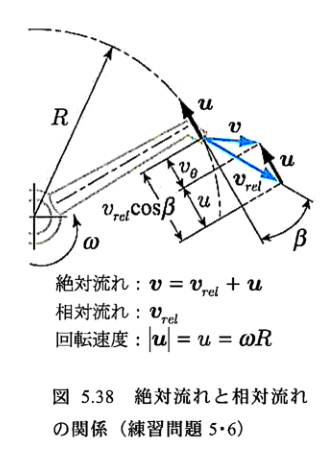 R
u
v
u
v_θ
v_rel
v_rel cosβ
u
β
ω
絶対流れ：v = v_rel + u
相対流れ：v_rel
回転速度：|u| = u = ωR
図 5.38 絶対流れと相対流れ
の関係（練習問題 5・6）